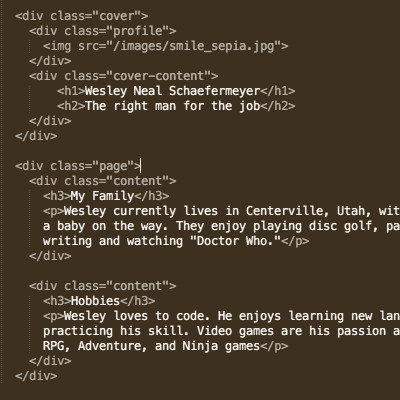 <div class="cover">
<div class="profile">
<img src="/images/smile_sepia.jpg">
</div>
<div class="cover-content">
<h1>Wesley Neal Schaefermeyer</h1>
<h2>The right man for the job</h2>
</div>
</div>
<div class="page">
<div class="content">
<h3>My Family</h3>
<p>Wesley currently lives in Centerville, Utah, wit
a baby on the way. They enjoy playing disc golf, pa
writing and watching "Doctor Who."</p>
</div>
<div class="content">
<h3>Hobbies</h3>
<p>Wesley loves to code. He enjoys learning new lan
practicing his skill. Video games are his passion a
RPG, Adventure, and Ninja games</p>
</div>
</div>